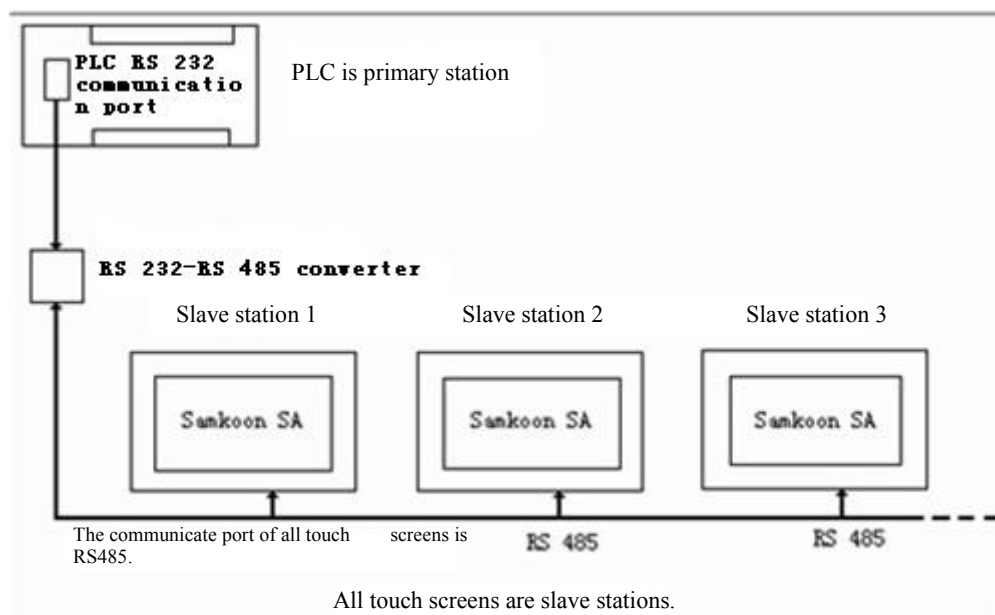 PLC RS 232
communicatio
n port
PLC is primary station
RS 232-RS 485 converter
Slave station 1
Slave station 2
Slave station 3
Samkoon SA
Samkoon SA
Samkoon SA
The communicate port of all touch screens is
RS485.
RS 485
RS 485
All touch screens are slave stations.